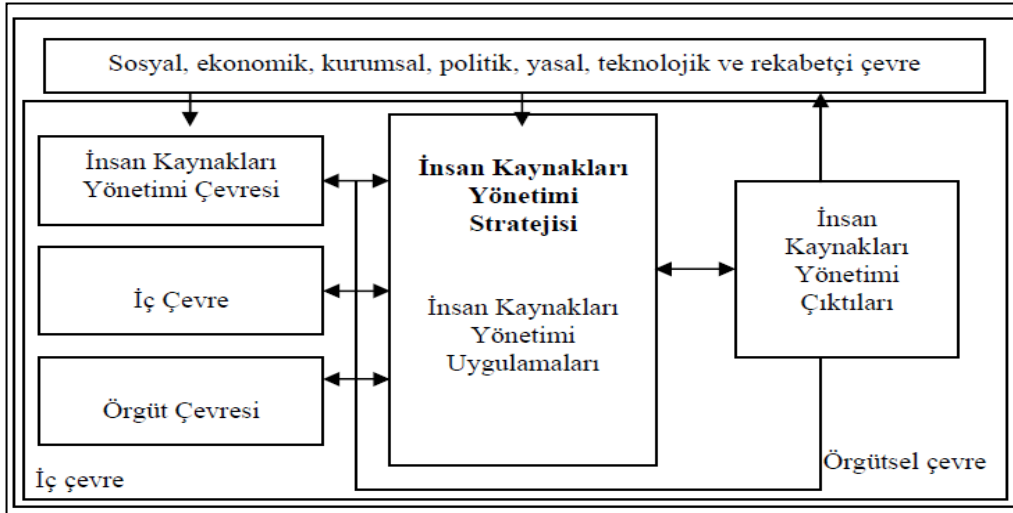 Sosyal, ekonomik, kurumsal, politik, yasal, teknolojik ve rekabetçi çevre
İnsan Kaynakları
Yönetimi Çevresi
İç Çevre
Örgüt Çevresi
İnsan Kaynakları
Yönetimi
Stratejisi
İnsan Kaynakları
Yönetimi
Uygulamaları
İnsan
Kaynakları
Yönetimi
Çıktıları
İç çevre
Örgütsel çevre